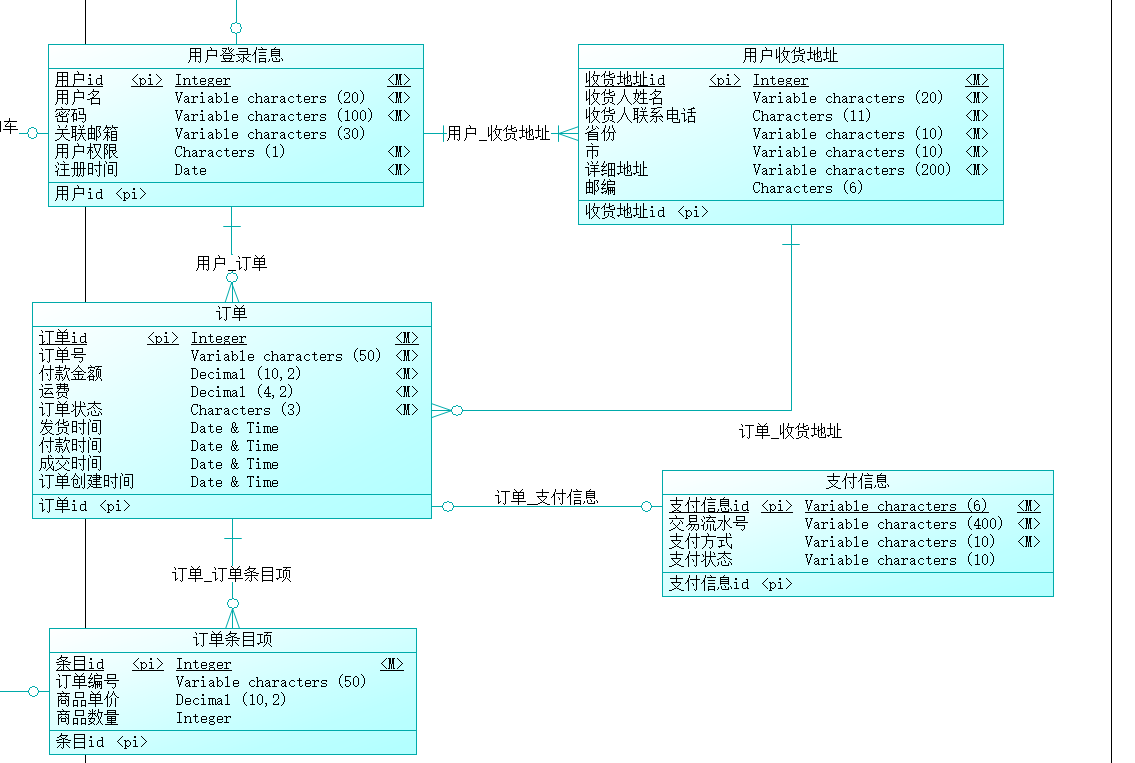 用户登录信息
用户id <pi> Integer <M>
用户名 Variable characters (20) <M>
密码 Variable characters (100) <M>
关联邮箱 Variable characters (30)
用户权限 Characters (1) <M>
注册时间 Date <M>
用户id <pi>
车
用户_收货地址
用户收货地址
收货地址id <pi> Integer <M>
收货人姓名 Variable characters (20) <M>
收货人联系电话 Characters (11) <M>
省份 Variable characters (10) <M>
市 Variable characters (10) <M>
详细地址 Variable characters (200) <M>
邮编 Characters (6)
收货地址id <pi>
用户_订单
订单
订单id <pi> Integer <M>
订单号 Variable characters (50) <M>
付款金额 Decimal (10,2) <M>
运费 Decimal (4,2) <M>
订单状态 Characters (3) <M>
发货时间 Date & Time
付款时间 Date & Time
成交时间 Date & Time
订单创建时间 Date & Time
订单id <pi>
订单_收货地址
订单_支付信息
支付信息
支付信息id <pi> Variable characters (6) <M>
交易流水号 Variable characters (400) <M>
支付方式 Variable characters (10) <M>
支付状态 Variable characters (10)
支付信息id <pi>
订单_订单条目项
订单条目项
条目id <pi> Integer <M>
订单编号 Variable characters (50)
商品单价 Decimal (10,2)
商品数量 Integer
条目id <pi>